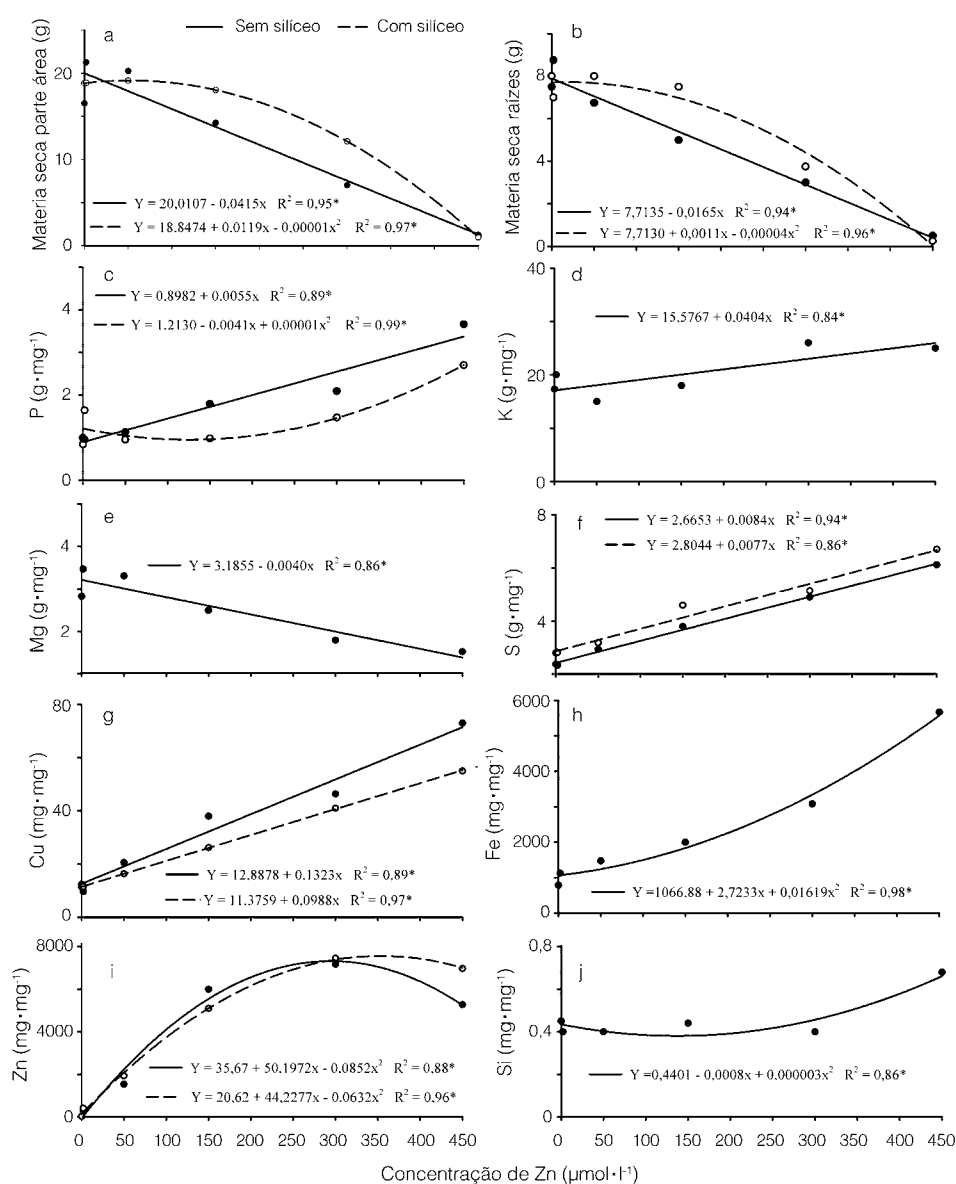 Sem silíceo Com silíceo
a
Materia seca parte área (g)
20
10
0
Y = 20,0107 - 0.0415x R² = 0,95*
Y = 18.8474 + 0.0119x - 0.00001x² R² = 0,97*
b
Materia seca raízes (g)
8
4
0
Y = 7,7135 - 0,0165x R² = 0,94*
Y = 7,7130 + 0,0011x - 0,00004x² R² = 0,96*
c
P (g·mg⁻¹)
4
2
0
Y = 0.8982 + 0.0055x R² = 0.89*
Y = 1.2130 - 0.0041x + 0.00001x² R² = 0,99*
d
K (g·mg⁻¹)
40
20
0
Y = 15.5767 + 0.0404x R² = 0,84*
e
Mg (g·mg⁻¹)
4
2
Y = 3.1855 - 0.0040x R² = 0,86*
f
S (g·mg⁻¹)
8
4
Y = 2.6653 + 0.0084x R² = 0,94*
Y = 2.8044 + 0,0077x R² = 0,86*
g
Cu (mg·mg⁻¹)
80
40
0
Y = 12.8878 + 0.1323x R² = 0,89*
Y = 11.3759 + 0,0988x R² = 0,97*
h
Fe (mg·mg⁻¹)
6000
4000
2000
0
Y =1066.88 + 2,7233x + 0,01619x² R² = 0,98*
i
Zn (mg·mg⁻¹)
8000
4000
0
Y = 35,67 + 50.1972x - 0.0852x² R² = 0,88*
Y = 20,62 + 44,2277x - 0.0632x² R² = 0,96*
0 50 100 150 200 250 300 350 400 450
j
Si (mg·mg⁻¹)
0,8
0,4
0
Y =0,4401 - 0,0008x + 0.000003x² R² = 0,86*
0 50 100 150 200 250 300 350 400 450
Concentração de Zn (µmol·l⁻¹)